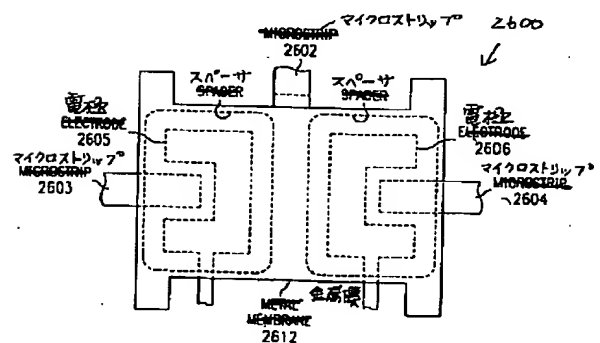 マイクロストリップ
2600
MICROSTRIP
2602
スペーサ
SPACER
スペーサ
SPACER
電極
ELECTRODE
2605
電極
ELECTRODE
2606
マイクロストリップ
MICROSTRIP
2603
マイクロストリップ
MICROSTRIP
2604
金属膜
METAL
MEMBRANE
2612